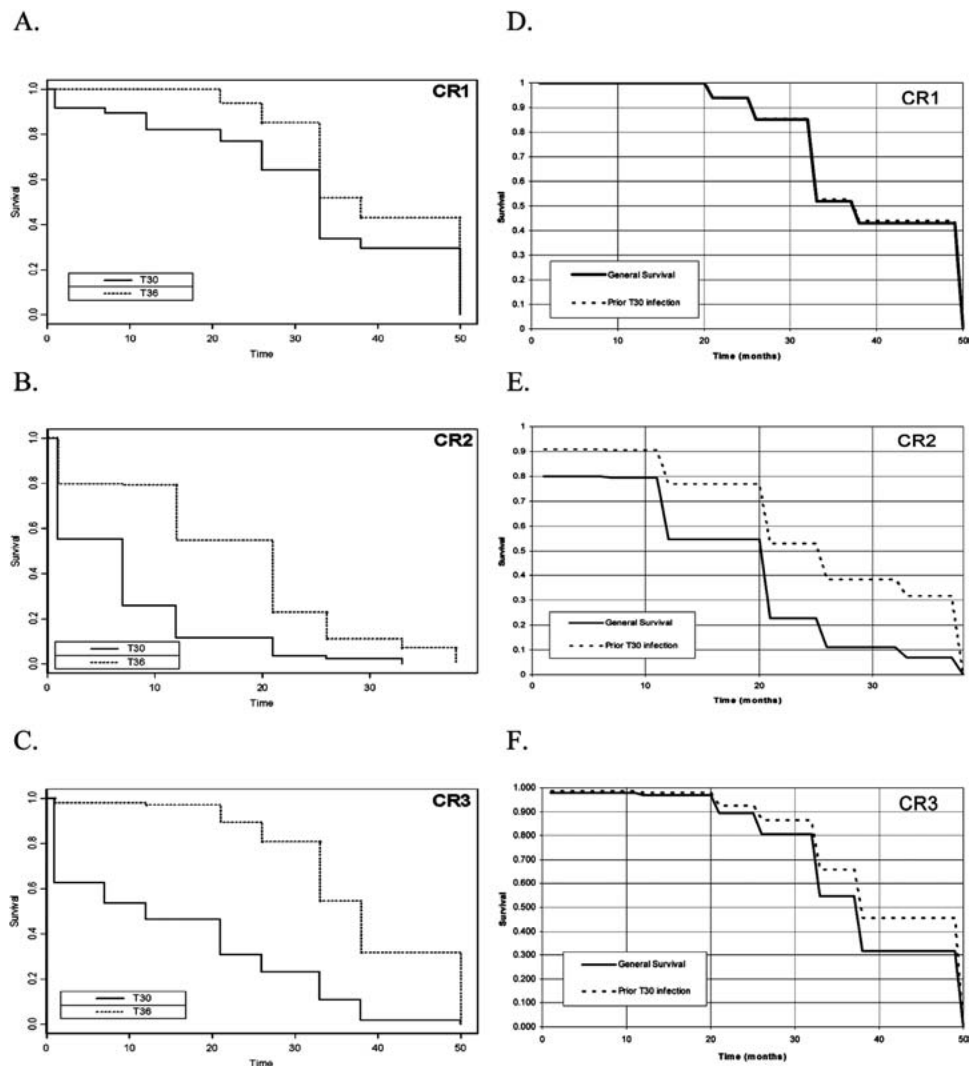 A.
CR1
Survival
1.0
0.8
0.6
0.4
0.2
0.0
T30
T36
0 10 20 30 40 50
Time
D.
CR1
Survival
1
0.9
0.8
0.7
0.6
0.5
0.4
0.3
0.2
0.1
0
General Survival
Prior T30 infection
0 10 20 30 40 50
Time (months)
B.
CR2
Survival
1.0
0.8
0.6
0.4
0.2
0.0
T30
T36
0 10 20 30
Time
E.
CR2
Survival
1
0.9
0.8
0.7
0.6
0.5
0.4
0.3
0.2
0.1
0
General Survival
Prior T30 infection
0 10 20 30
Time (months)
C.
CR3
Survival
1.0
0.8
0.6
0.4
0.2
0.0
T30
T36
0 10 20 30 40 50
Time
F.
CR3
Survival
1.000
0.900
0.800
0.700
0.600
0.500
0.400
0.300
0.200
0.100
0.000
General Survival
Prior T30 infection
0 10 20 30 40 50
Time (months)